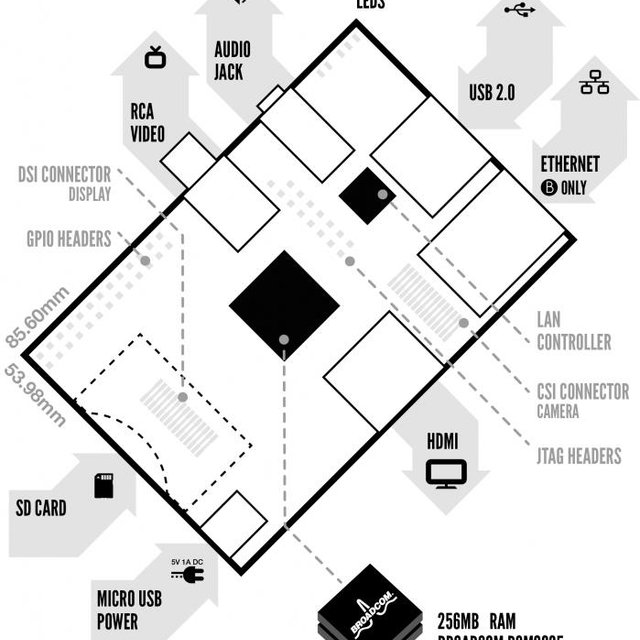 LEDS
AUDIO
JACK
USB 2.0
RCA
VIDEO
ETHERNET
B ONLY
DSI CONNECTOR
DISPLAY
GPIO HEADERS
85.60mm
53.98mm
LAN
CONTROLLER
CSI CONNECTOR
CAMERA
JTAG HEADERS
HDMI
SD CARD
5V 1A DC
MICRO USB
POWER
BROADCOM.
256MB RAM